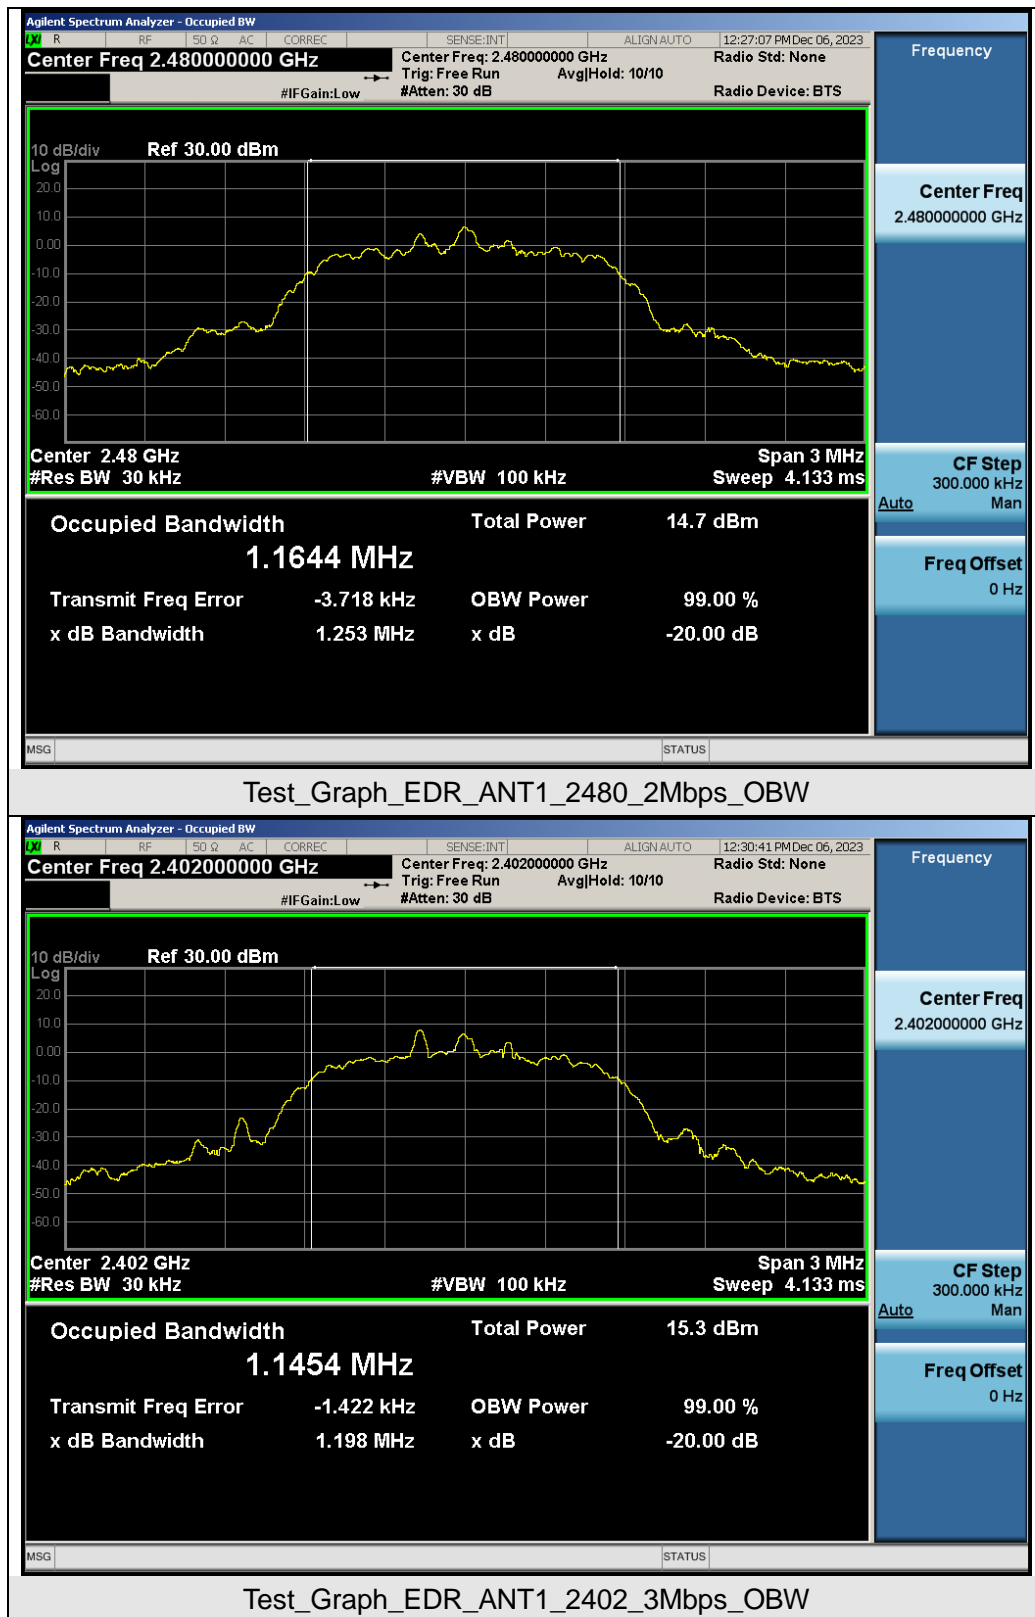 Agilent Spectrum Analyzer - Occupied BW
LXI R RF 50 Ω AC CORREC SENSE:INT ALIGN AUTO 12:27:07 PM Dec 06, 2023
Center Freq 2.480000000 GHz
Center Freq: 2.480000000 GHz
Radio Std: None
Trig: Free Run Avg|Hold: 10/10
#IFGain:Low #Atten: 30 dB Radio Device: BTS
Frequency
10 dB/div Ref 30.00 dBm
Log
20.0
10.0
0.00
-10.0
-20.0
-30.0
-40.0
-50.0
-60.0
Center Freq
2.480000000 GHz
Center 2.48 GHz Span 3 MHz
#Res BW 30 kHz #VBW 100 kHz Sweep 4.133 ms
CF Step
300.000 kHz
Auto Man
Occupied Bandwidth Total Power 14.7 dBm
1.1644 MHz
Transmit Freq Error -3.718 kHz OBW Power 99.00 %
x dB Bandwidth 1.253 MHz x dB -20.00 dB
Freq Offset
0 Hz
MSG STATUS
Test_Graph_EDR_ANT1_2480_2Mbps_OBW
Agilent Spectrum Analyzer - Occupied BW
LXI R RF 50 Ω AC CORREC SENSE:INT ALIGN AUTO 12:30:41 PM Dec 06, 2023
Center Freq 2.402000000 GHz
Center Freq: 2.402000000 GHz
Radio Std: None
Trig: Free Run Avg|Hold: 10/10
#IFGain:Low #Atten: 30 dB Radio Device: BTS
Frequency
10 dB/div Ref 30.00 dBm
Log
20.0
10.0
0.00
-10.0
-20.0
-30.0
-40.0
-50.0
-60.0
Center Freq
2.402000000 GHz
Center 2.402 GHz Span 3 MHz
#Res BW 30 kHz #VBW 100 kHz Sweep 4.133 ms
CF Step
300.000 kHz
Auto Man
Occupied Bandwidth Total Power 15.3 dBm
1.1454 MHz
Transmit Freq Error -1.422 kHz OBW Power 99.00 %
x dB Bandwidth 1.198 MHz x dB -20.00 dB
Freq Offset
0 Hz
MSG STATUS
Test_Graph_EDR_ANT1_2402_3Mbps_OBW